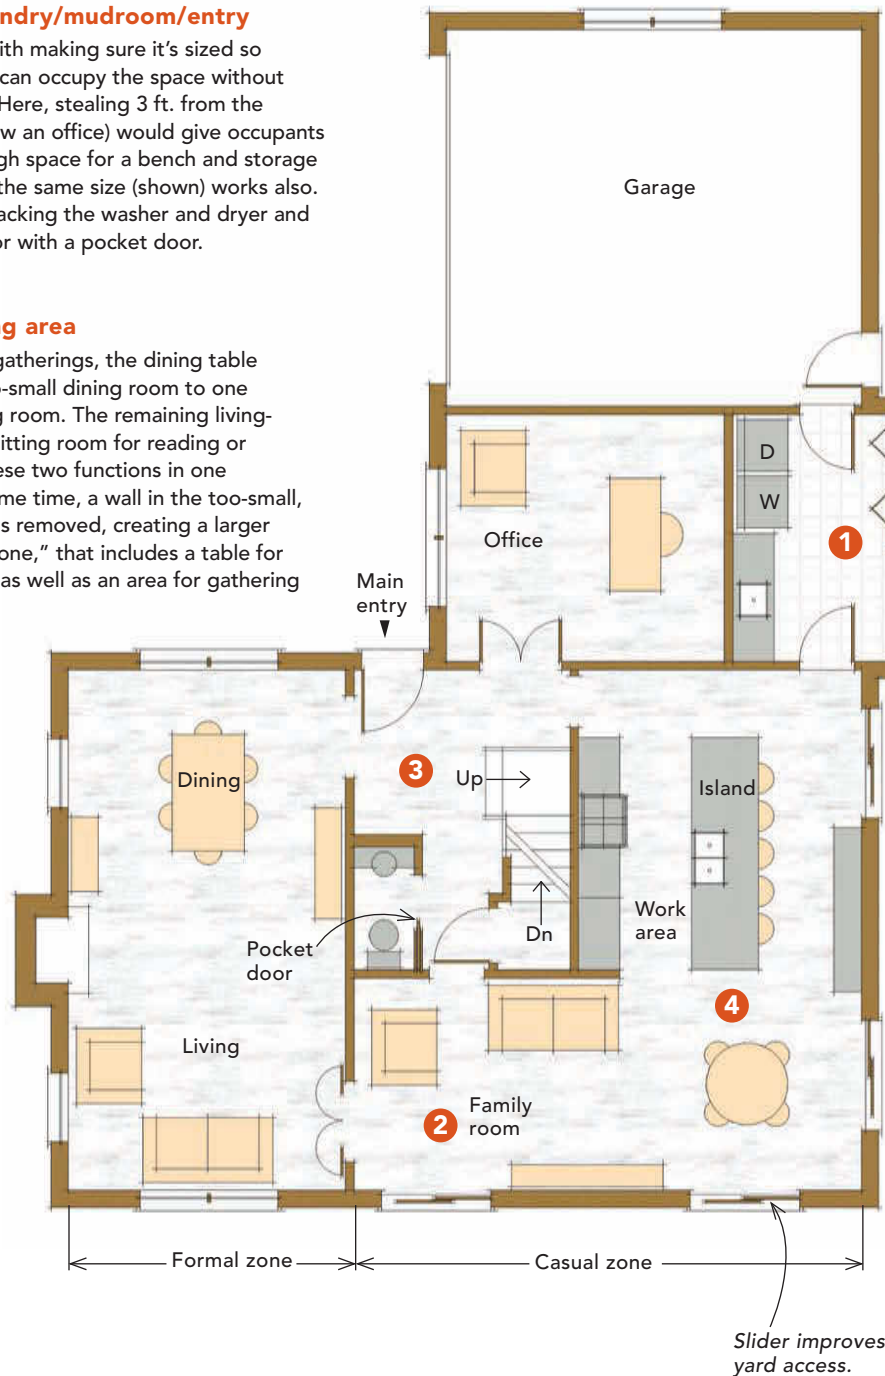 ndry/mudroom/entry
ith making sure it's sized so
can occupy the space without
Here, stealing 3 ft. from the
w an office) would give occupants
gh space for a bench and storage
the same size (shown) works also.
acking the washer and dryer and
or with a pocket door.
g area
gatherings, the dining table
o-small dining room to one
g room. The remaining living-
itting room for reading or
ese two functions in one
me time, a wall in the too-small,
s removed, creating a larger
one," that includes a table for
as well as an area for gathering
Garage
D
W
1
Office
Main
entry
3
Up
Dining
Island
Dn
Work
area
Pocket
door
4
Living
2
Family
room
Formal zone
Casual zone
Slider improves
yard access.